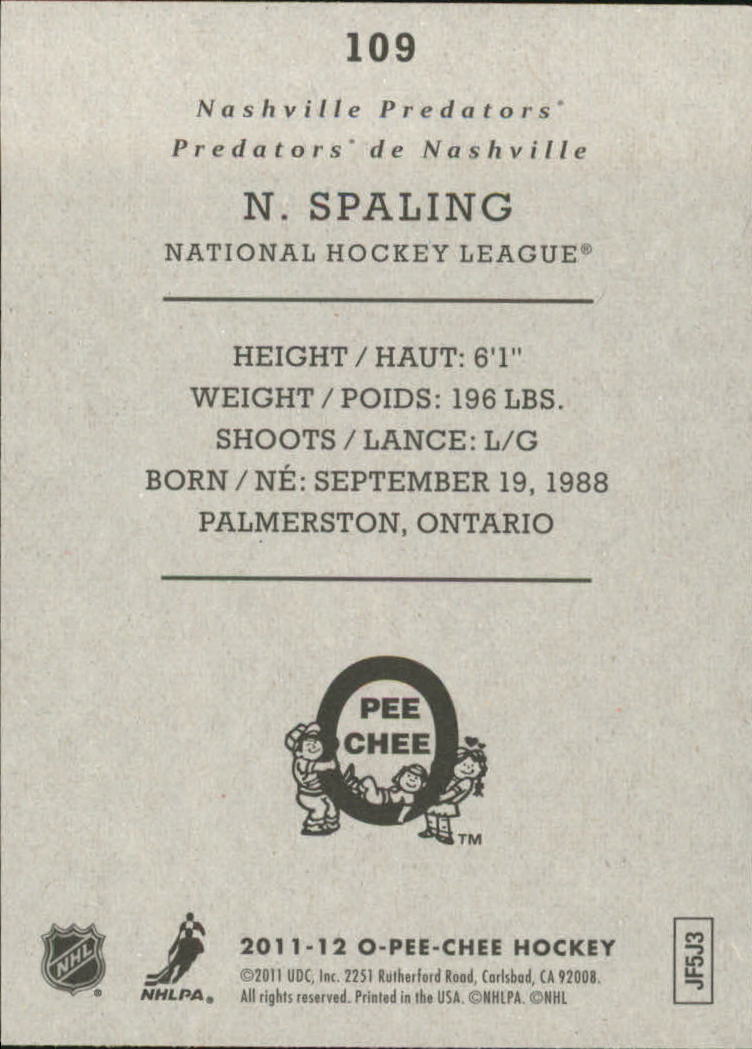 109
Nashville Predators®
Predators® de Nashville
N. SPALING
NATIONAL HOCKEY LEAGUE®
HEIGHT / HAUT: 6'1"
WEIGHT / POIDS: 196 LBS.
SHOOTS / LANCE: L/G
BORN / NÉ: SEPTEMBER 19, 1988
PALMERSTON, ONTARIO
O
PEE
CHEE
TM
NHL
®
NHLPA®
2011-12 O-PEE-CHEE HOCKEY
©2011 UDC, Inc. 2251 Rutherford Road, Carlsbad, CA 92008.
All rights reserved. Printed in the USA. ©NHLPA. ©NHL
JF5J3